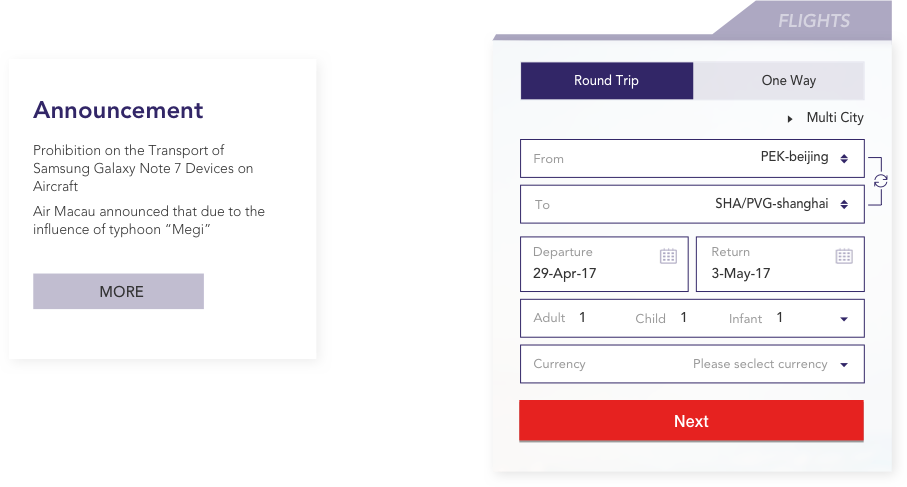 Announcement
Prohibition on the Transport of
Samsung Galaxy Note 7 Devices on
Aircraft
Air Macau announced that due to the
influence of typhoon “Megi”
MORE
FLIGHTS
Round Trip One Way
Multi City
From PEK-beijing
To SHA/PVG-shanghai
Departure Return
29-Apr-17 3-May-17
Adult 1 Child 1 Infant 1
Currency Please seclect currency
Next